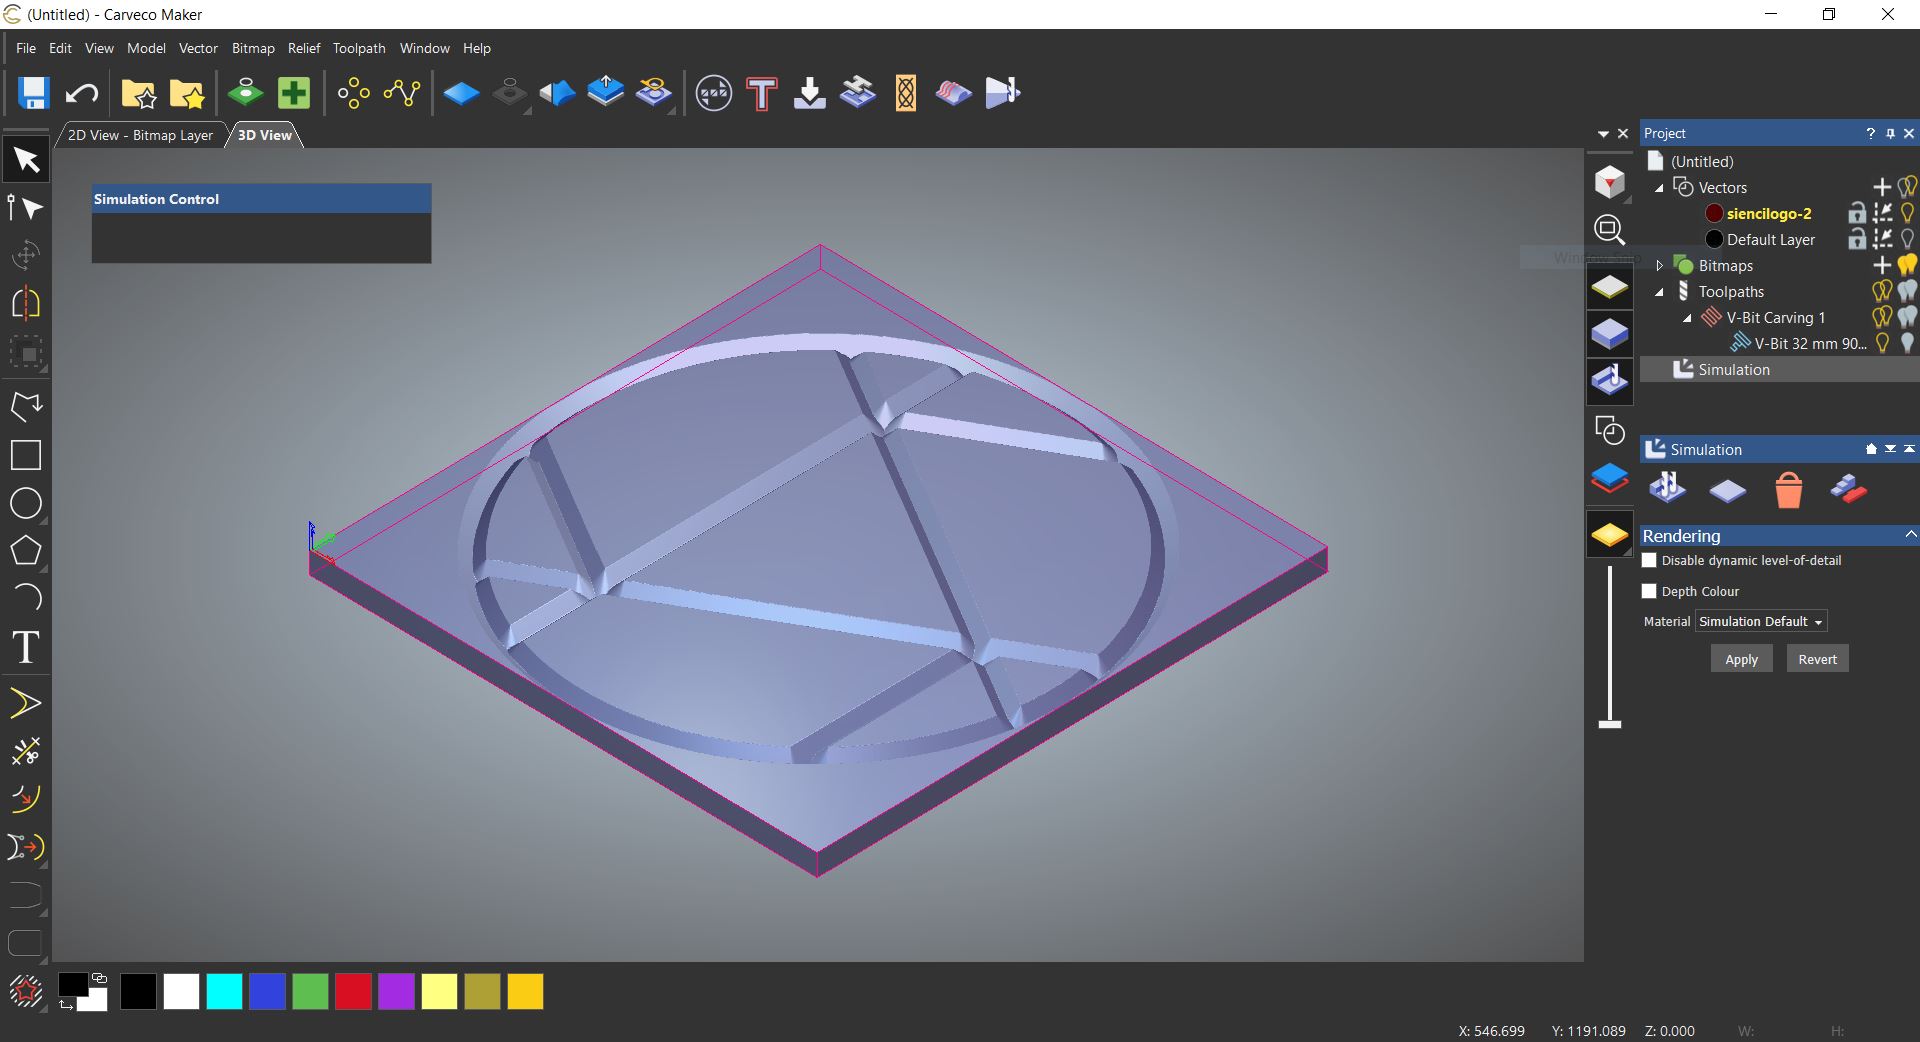 (Untitled) - Carveco Maker
File Edit View Model Vector Bitmap Relief Toolpath Window Help
2D View - Bitmap Layer 3D View
Simulation Control
Project
(Untitled)
Vectors
siencilogo-2
Default Layer
Bitmaps
Toolpaths
V-Bit Carving 1
V-Bit 32 mm 90...
Simulation
Window Snip
Simulation
Rendering
Disable dynamic level-of-detail
Depth Colour
Material Simulation Default
Apply Revert
X: 546.699 Y: 1191.089 Z: 0.000 W: H: